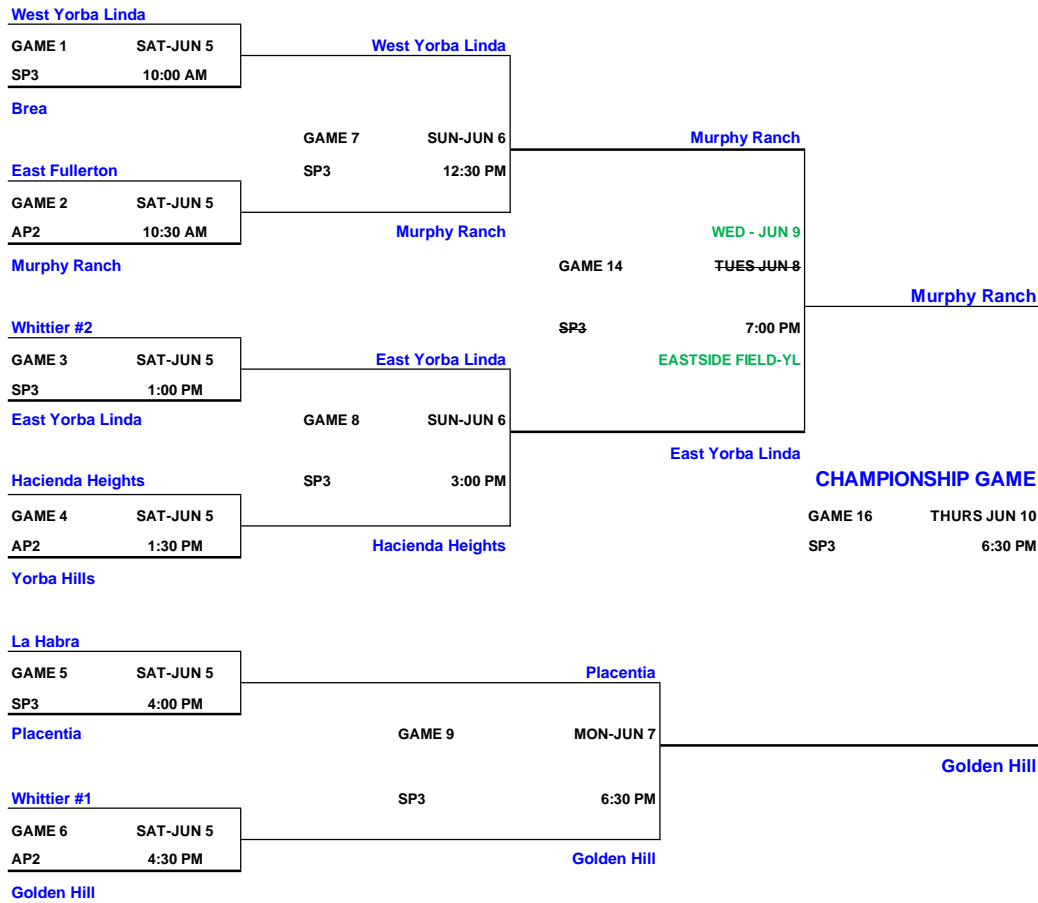 West Yorba Linda
GAME 1 SAT-JUN 5
West Yorba Linda
SP3 10:00 AM
Brea
GAME 7 SUN-JUN 6
Murphy Ranch
East Fullerton
SP3 12:30 PM
GAME 2 SAT-JUN 5
AP2 10:30 AM
Murphy Ranch
WED - JUN 9
Murphy Ranch
GAME 14 TUES JUN 8
Murphy Ranch
Whittier #2
SP3 7:00 PM
GAME 3 SAT-JUN 5
East Yorba Linda
EASTSIDE FIELD-YL
SP3 1:00 PM
East Yorba Linda
GAME 8 SUN-JUN 6
East Yorba Linda
Hacienda Heights
SP3 3:00 PM
CHAMPIONSHIP GAME
GAME 4 SAT-JUN 5
GAME 16 THURS JUN 10
AP2 1:30 PM
Hacienda Heights
SP3 6:30 PM
Yorba Hills
La Habra
GAME 5 SAT-JUN 5
Placentia
SP3 4:00 PM
Placentia
GAME 9 MON-JUN 7
Golden Hill
Whittier #1
SP3 6:30 PM
GAME 6 SAT-JUN 5
AP2 4:30 PM
Golden Hill
Golden Hill